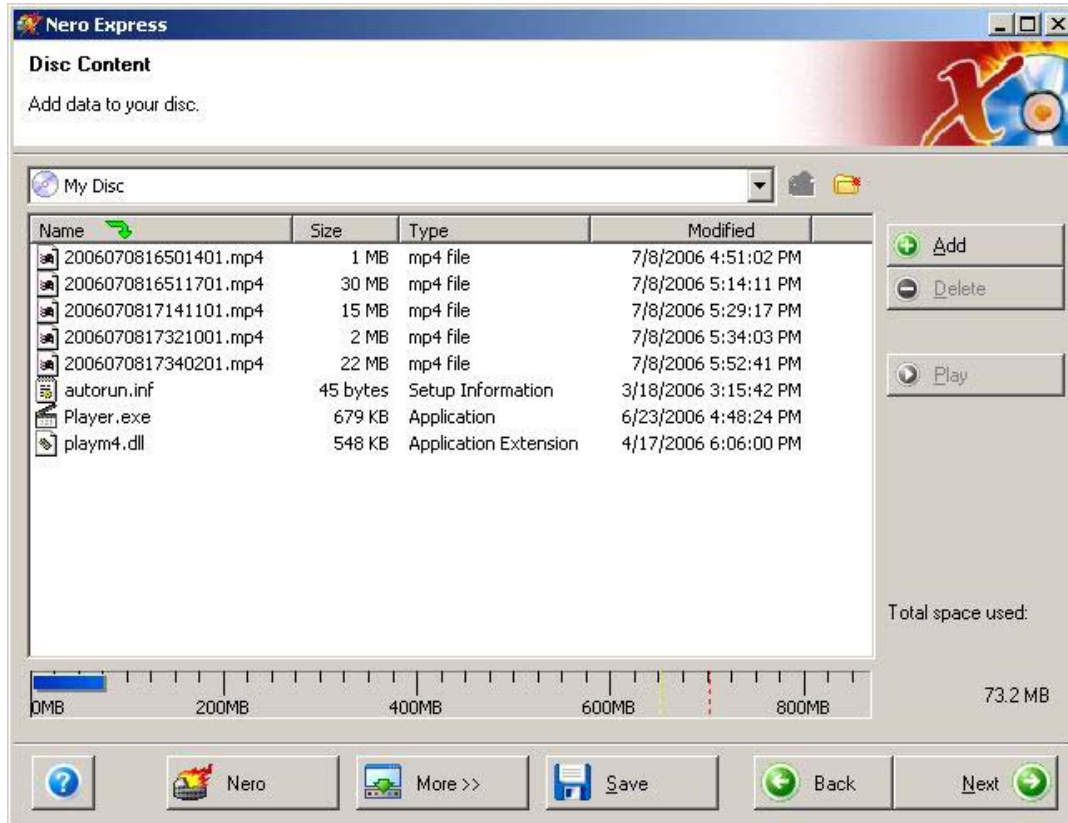 Nero Express
Disc Content
Add data to your disc.
My Disc
Name Size Type Modified
2006070816501401.mp4 1 MB mp4 file 7/8/2006 4:51:02 PM
2006070816511701.mp4 30 MB mp4 file 7/8/2006 5:14:11 PM
2006070817141101.mp4 15 MB mp4 file 7/8/2006 5:29:17 PM
2006070817321001.mp4 2 MB mp4 file 7/8/2006 5:34:03 PM
2006070817340201.mp4 22 MB mp4 file 7/8/2006 5:52:41 PM
autorun.inf 45 bytes Setup Information 3/18/2006 3:15:42 PM
Player.exe 679 KB Application 6/23/2006 4:48:24 PM
playm4.dll 548 KB Application Extension 4/17/2006 6:06:00 PM
Add
Delete
Play
Total space used:
73.2 MB
0MB 200MB 400MB 600MB 800MB
Nero More >> Save Back Next